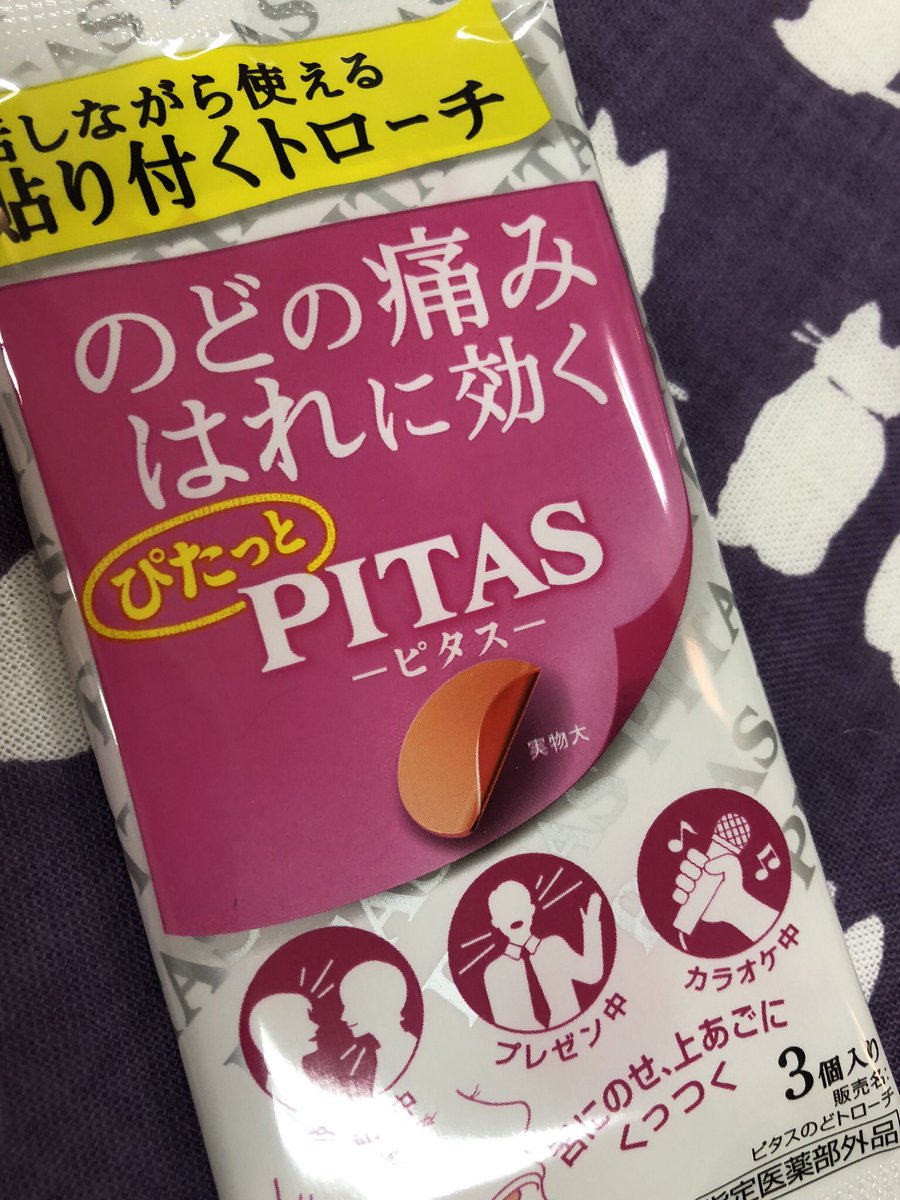 話しながら使える
貼り付くトローチ
のどの痛み
はれに効く
ぴたっと
PITAS
ーピタスー
実物大
プレゼン中
カラオケ中
舌にのせ、上あごに
くっつく
3個入り
販売名:
ピタスのどトローチ
指定医薬部外品